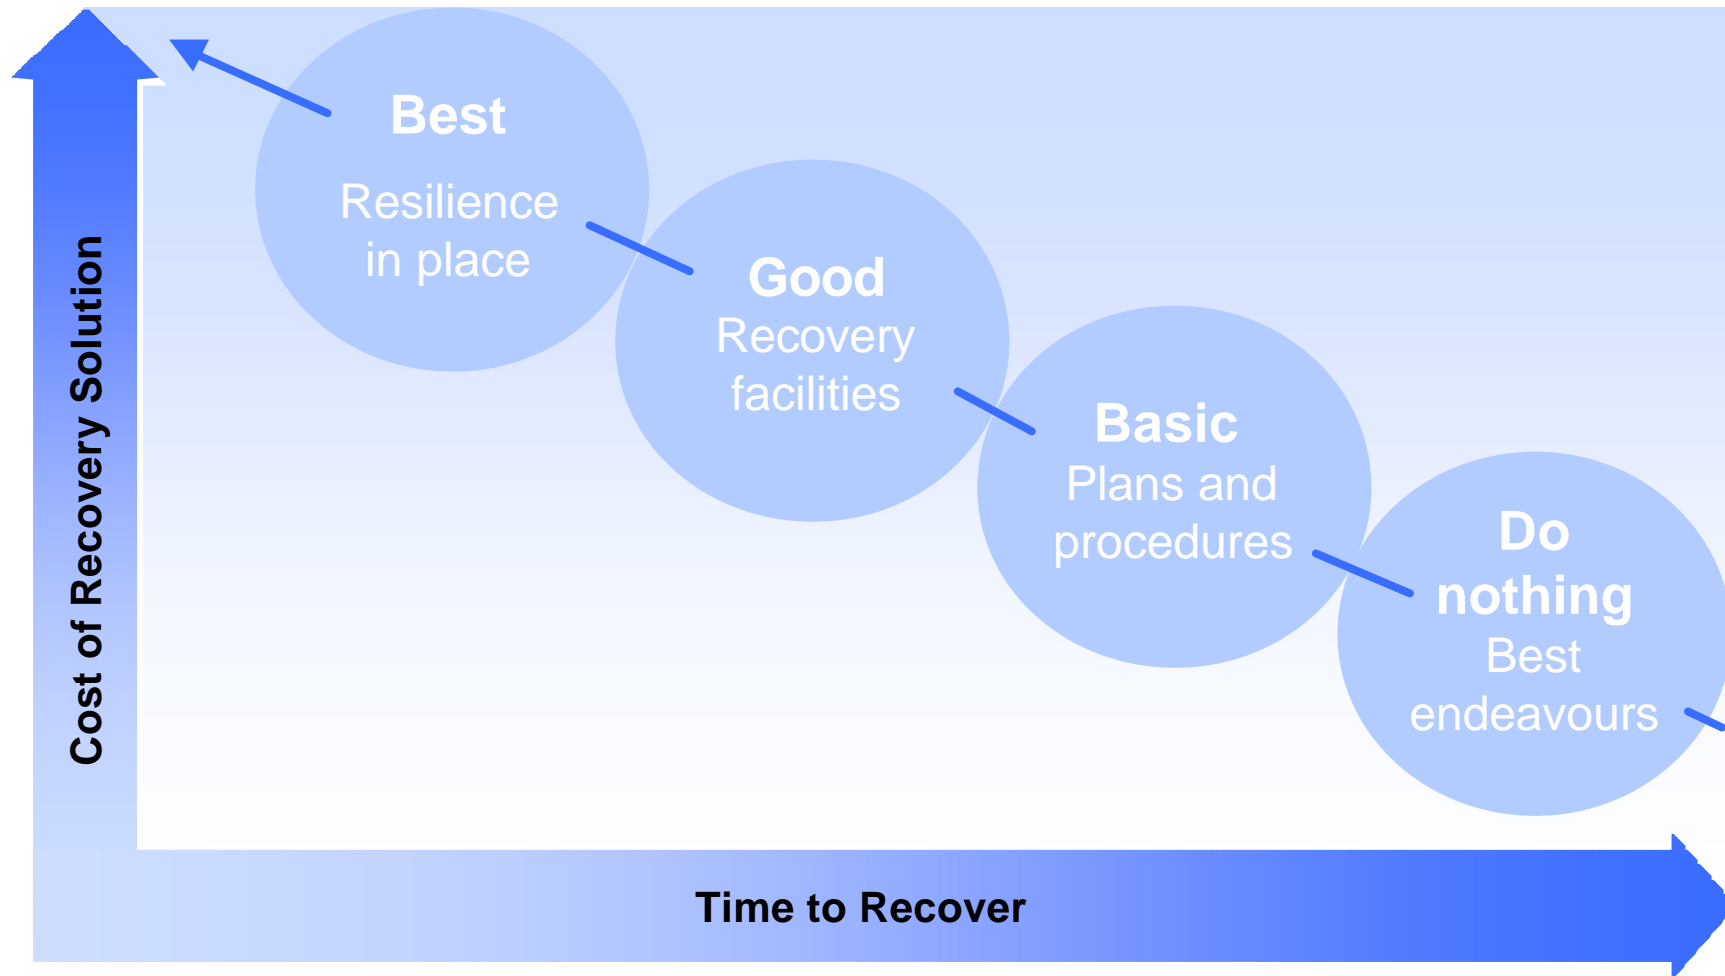 Best
Resilience
in place
Good
Recovery
facilities
Basic
Plans and
procedures
Do
nothing
Best
endeavours
Cost of Recovery Solution
Time to Recover